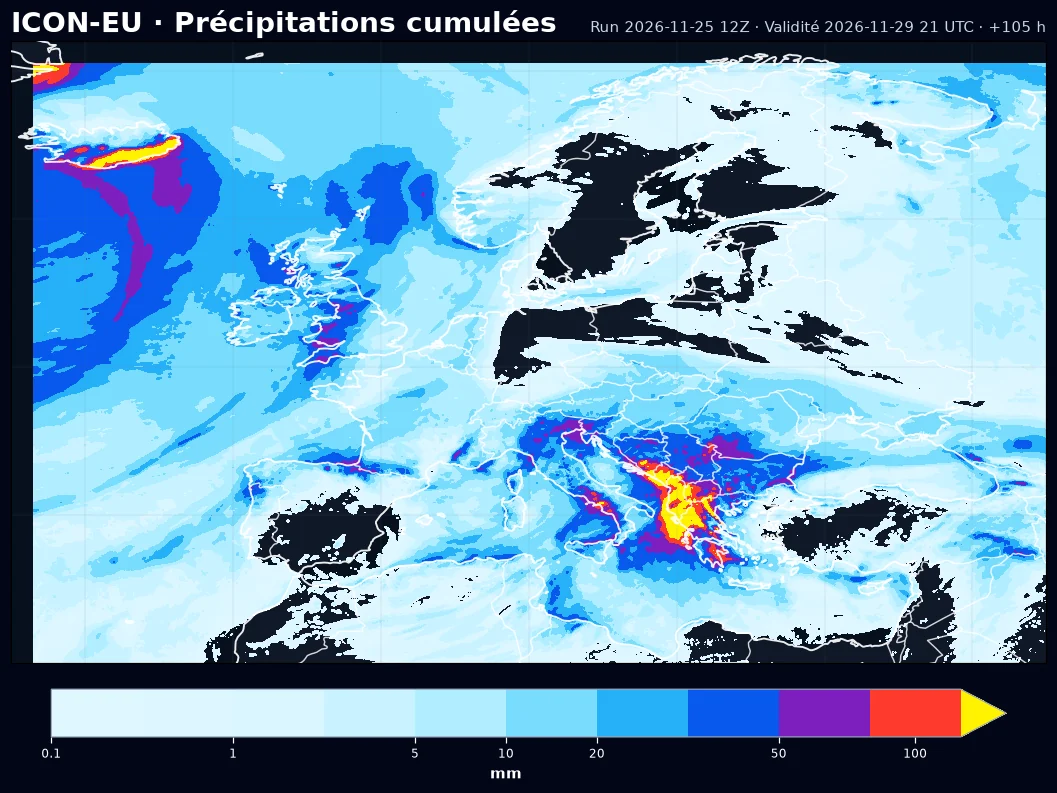 ICON-EU · Précipitations cumulées
Run 2026-11-25 12Z · Validité 2026-11-29 21 UTC · +105 h
0.1 1 5 10 20 50 100
mm